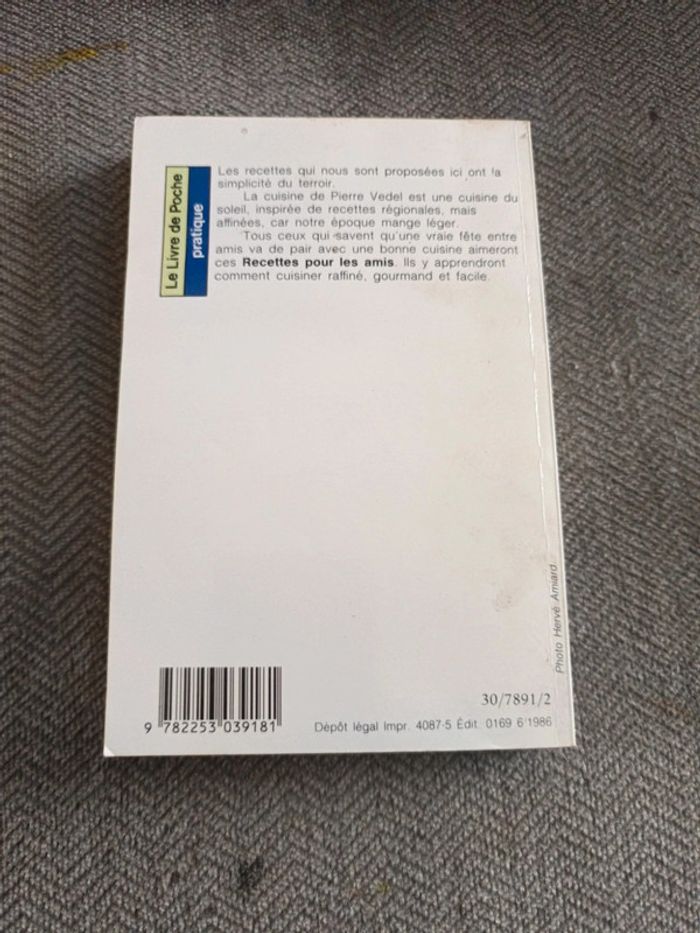 Le Livre de Poche
pratique
Les recettes qui nous sont proposées ici ont la
simplicité du terroir.
La cuisine de Pierre Vedel est une cuisine du
soleil, inspirée de recettes régionales, mais
affinées, car notre époque mange léger.
Tous ceux qui savent qu'une vraie fête entre
amis va de pair avec une bonne cuisine aimeront
ces Recettes pour les amis. Ils y apprendront
comment cuisiner raffiné, gourmand et facile.
Photo Hervé Amiard.
30/7891/2
9 782253 039181
Dépôt légal Impr. 4087-5 Édit. 0169 6/1986